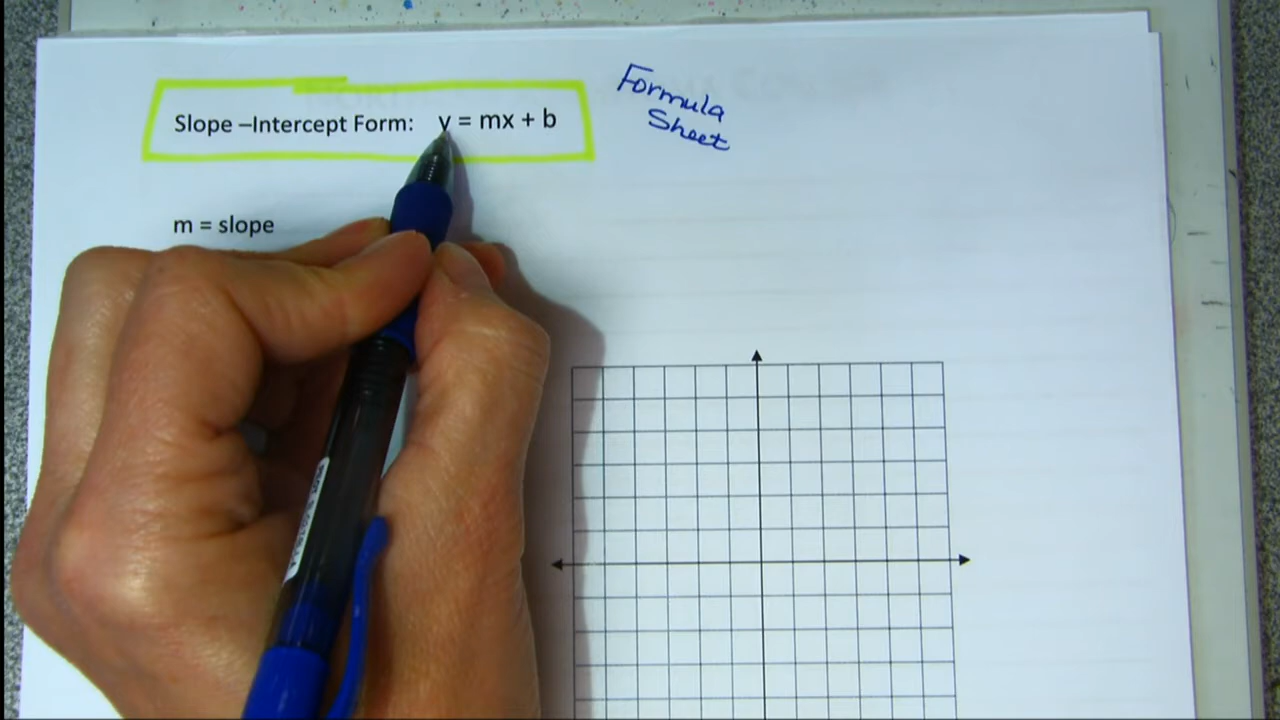 Slope –Intercept Form: y = mx + b
Formula
Sheet
m = slope